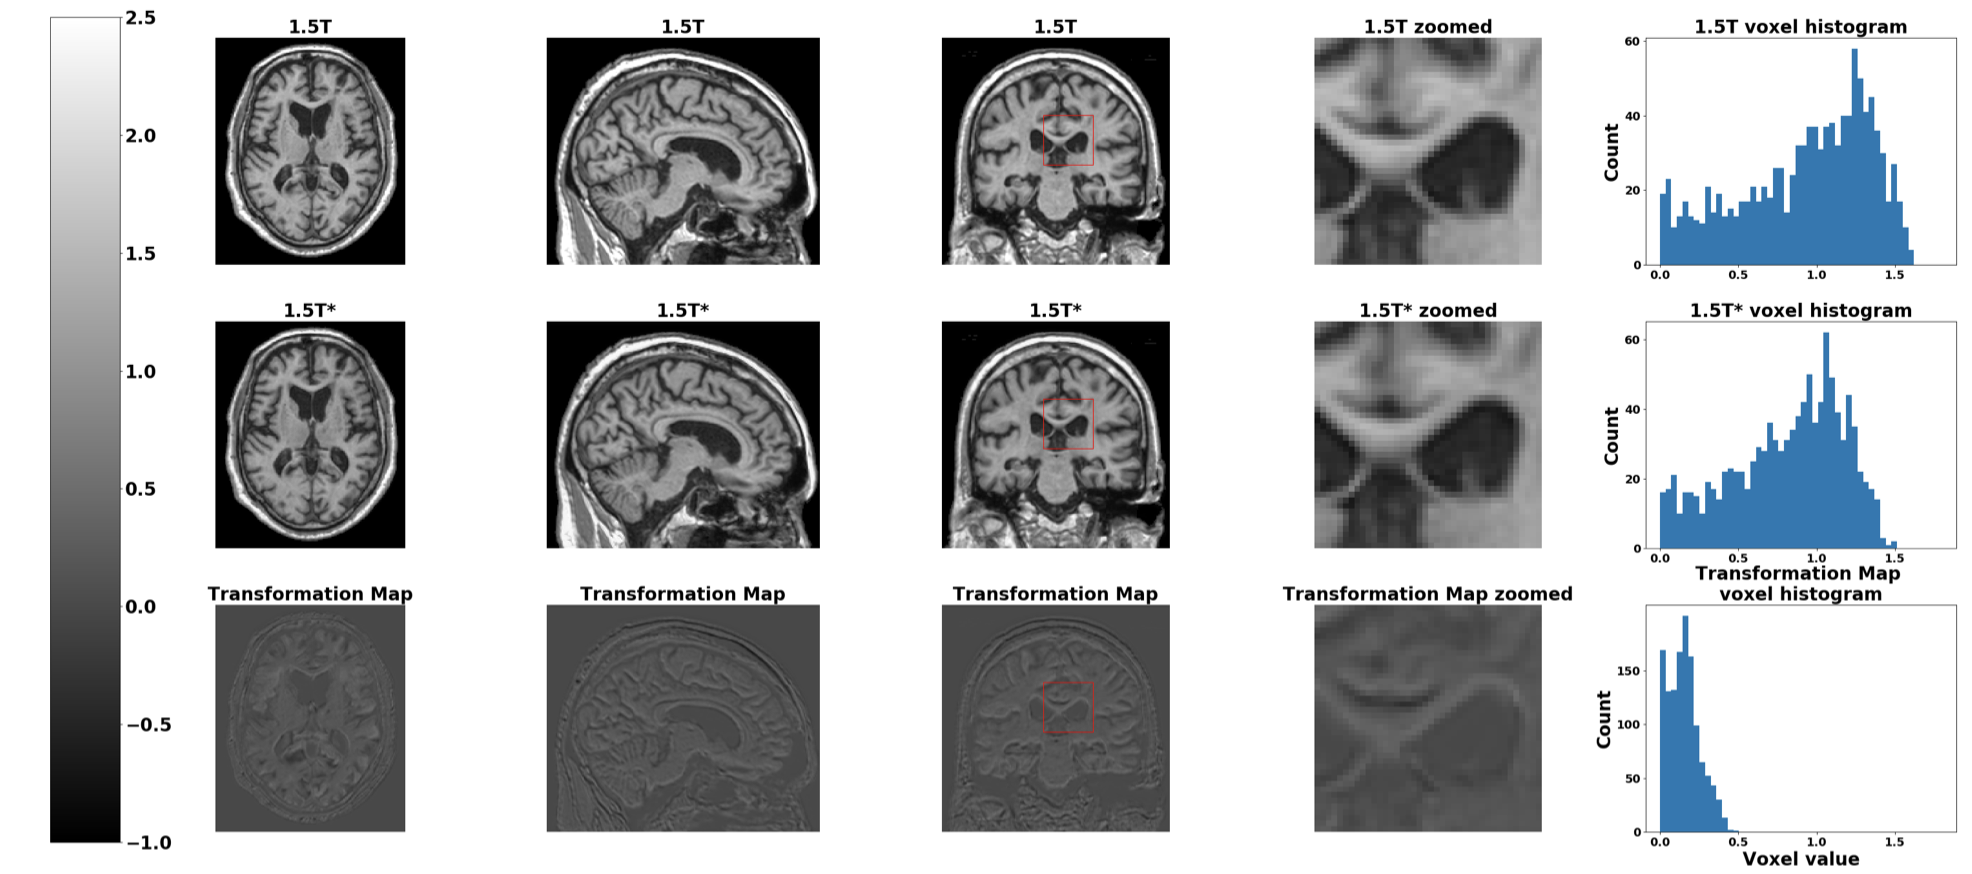 2.5
2.0
1.5
1.0
0.5
0.0
−0.5
−1.0
1.5T
1.5T
1.5T
1.5T zoomed
1.5T voxel histogram
60
40
20
0
Count
0.0
0.5
1.0
1.5
1.5T*
1.5T*
1.5T*
1.5T* zoomed
1.5T* voxel histogram
60
40
20
0
Count
0.0
0.5
1.0
1.5
Transformation Map
Transformation Map
Transformation Map
Transformation Map zoomed
Transformation Map
voxel histogram
150
100
50
0
Count
0.0
0.5
1.0
1.5
Voxel value